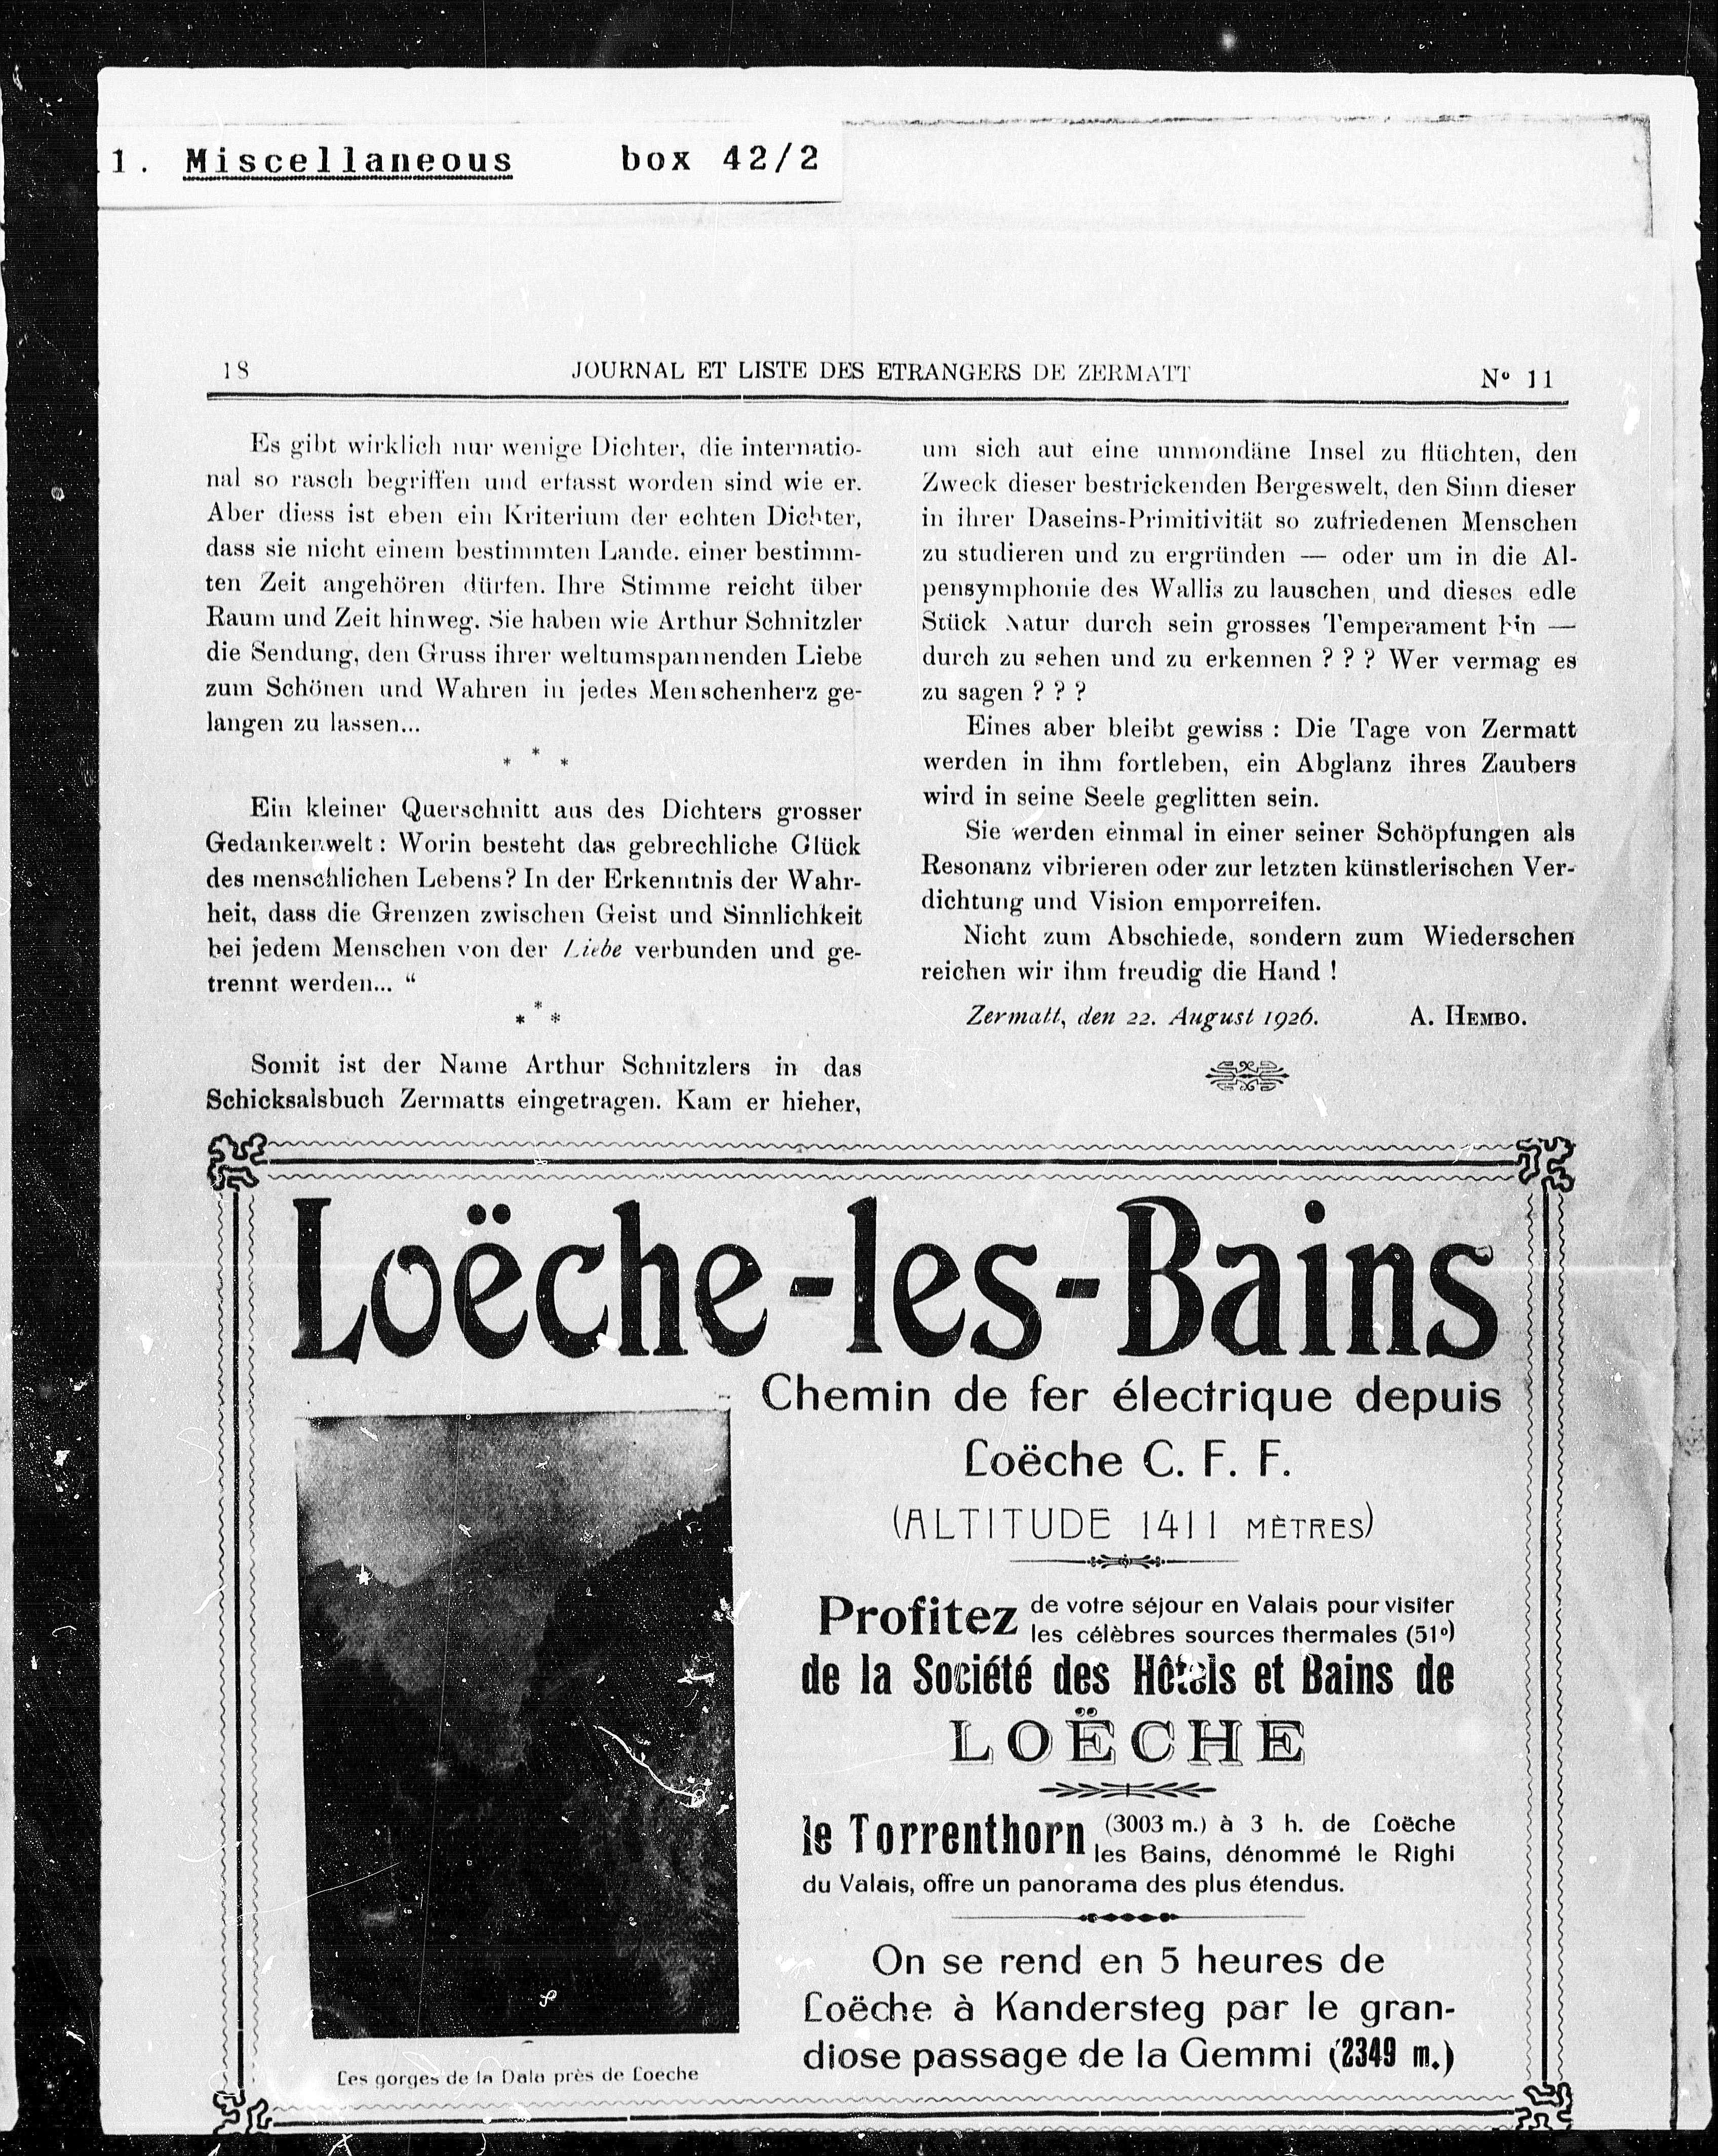 1. Miscellaneous box 42/2
18 JOURNAL ET LISTE DES ETRANGERS DE ZERMATT Nº 11
Es gibt wirklich nur wenige Dichter, die internatio-
nal so rasch begriffen und erfasst worden sind wie er.
Aber diess ist eben ein Kriterium der echten Dichter,
dass sie nicht einem bestimmten Lande. einer bestimm-
ten Zeit angehören dürfen. Ihre Stimme reicht über
Raum und Zeit hinweg. Sie haben wie Arthur Schnitzler
die Sendung, den Gruss ihrer weltumspannenden Liebe
zum Schönen und Wahren in jedes Menschenherz ge-
langen zu lassen...
* * *
Ein kleiner Querschnitt aus des Dichters grosser
Gedankenwelt : Worin besteht das gebrechliche Glück
des menschlichen Lebens? In der Erkenntnis der Wahr-
heit, dass die Grenzen zwischen Geist und Sinnlichkeit
bei jedem Menschen von der Liebe verbunden und ge-
trennt werden... “
* * *
Somit ist der Name Arthur Schnitzlers in das
Schicksalsbuch Zermatts eingetragen. Kam er hieher,
um sich auf eine unmondäne Insel zu flüchten, den
Zweck dieser bestrickenden Bergeswelt, den Sinn dieser
in ihrer Daseins-Primitivität so zufriedenen Menschen
zu studieren und zu ergründen — oder um in die Al-
pensymphonie des Wallis zu lauschen, und dieses edle
Stück Natur durch sein grosses Temperament hin —
durch zu sehen und zu erkennen ? ? ? Wer vermag es
zu sagen ? ? ?
Eines aber bleibt gewiss : Die Tage von Zermatt
werden in ihm fortleben, ein Abglanz ihres Zaubers
wird in seine Seele geglitten sein.
Sie werden einmal in einer seiner Schöpfungen als
Resonanz vibrieren oder zur letzten künstlerischen Ver-
dichtung und Vision emporreifen.
Nicht zum Abschiede, sondern zum Wiederschen
reichen wir ihm freudig die Hand !
Zermatt, den 22. August 1926. A. HEMBO.
Loëche-les-Bains
Chemin de fer électrique depuis
Loëche C. F. F.
(ALTITUDE 1411 MÈTRES)
Profitez de votre séjour en Valais pour visiter
les célèbres sources thermales (51º)
de la Société des Hôtels et Bains de
LOËCHE
le Torrenthorn (3003 m.) à 3 h. de Loëche
les Bains, dénommé le Righi
du Valais, offre un panorama des plus étendus.
On se rend en 5 heures de
Loëche à Kandersteg par le gran-
diose passage de la Gemmi (2349 m.)
Les gorges de la Dala près de Loeche